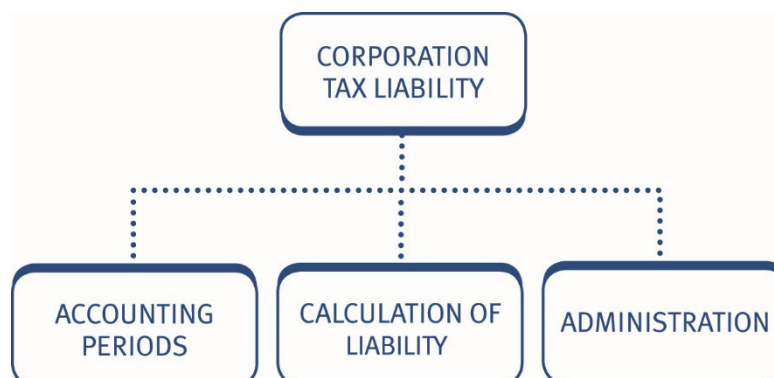 CORPORATION
TAX LIABILITY
ACCOUNTING
PERIODS
CALCULATION OF
LIABILITY
ADMINISTRATION